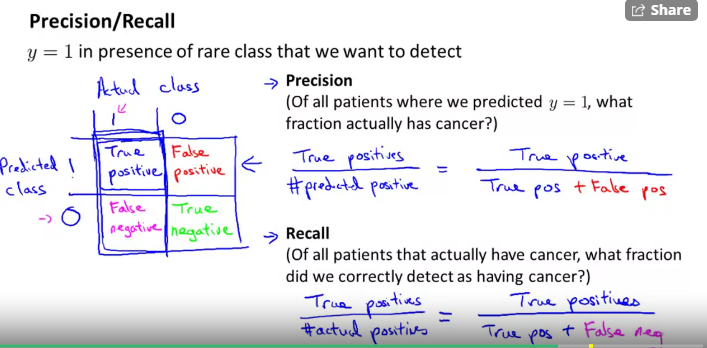 Share
Precision/Recall
y = 1 in presence of rare class that we want to detect
Actual class
1 0
Predicted class
1
0
True positive
False positive
False negative
True negative
→ Precision
(Of all patients where we predicted y = 1, what
fraction actually has cancer?)
True positives
#predicted positive
=
True positive
True pos + False pos
→ Recall
(Of all patients that actually have cancer, what fraction
did we correctly detect as having cancer?)
True positives
#actual positives
=
True positives
True pos + False neg